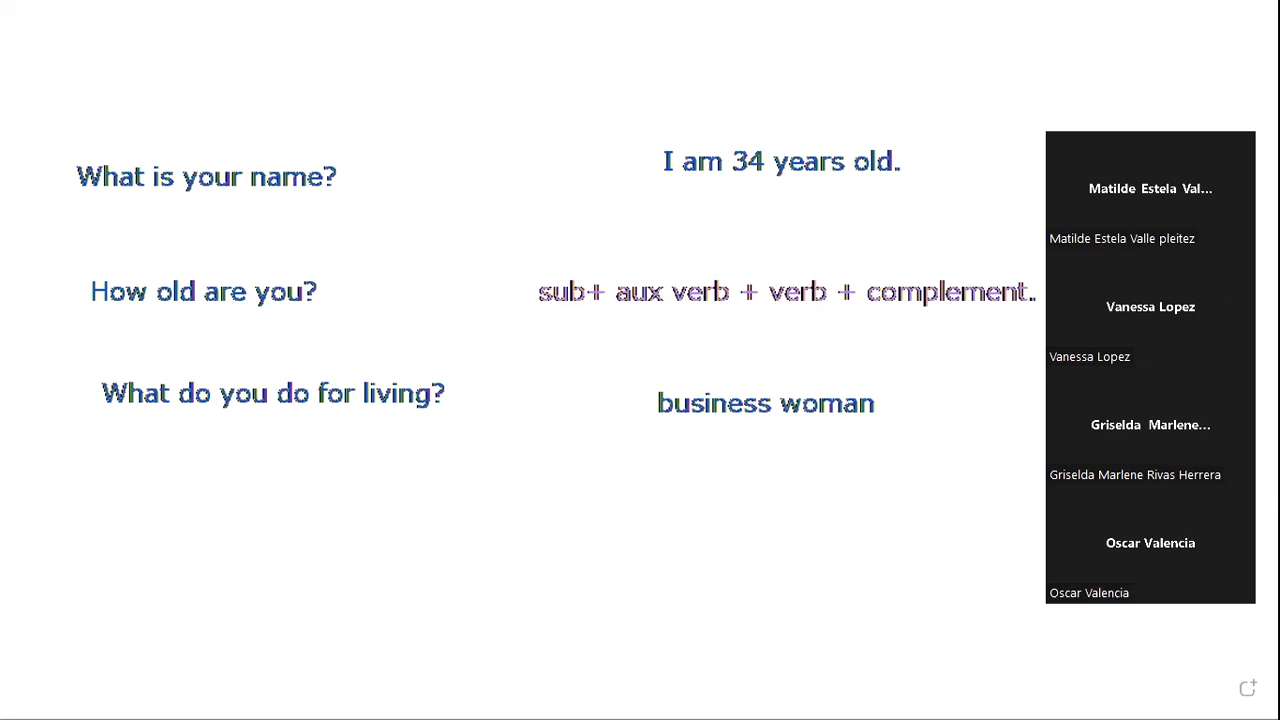 What is your name?
I am 34 years old.
How old are you?
sub+ aux verb + verb + complement.
What do you do for living?
business woman
Matilde Estela Val...
Matilde Estela Valle pleitez
Vanessa Lopez
Vanessa Lopez
Griselda Marlene...
Griselda Marlene Rivas Herrera
Oscar Valencia
Oscar Valencia